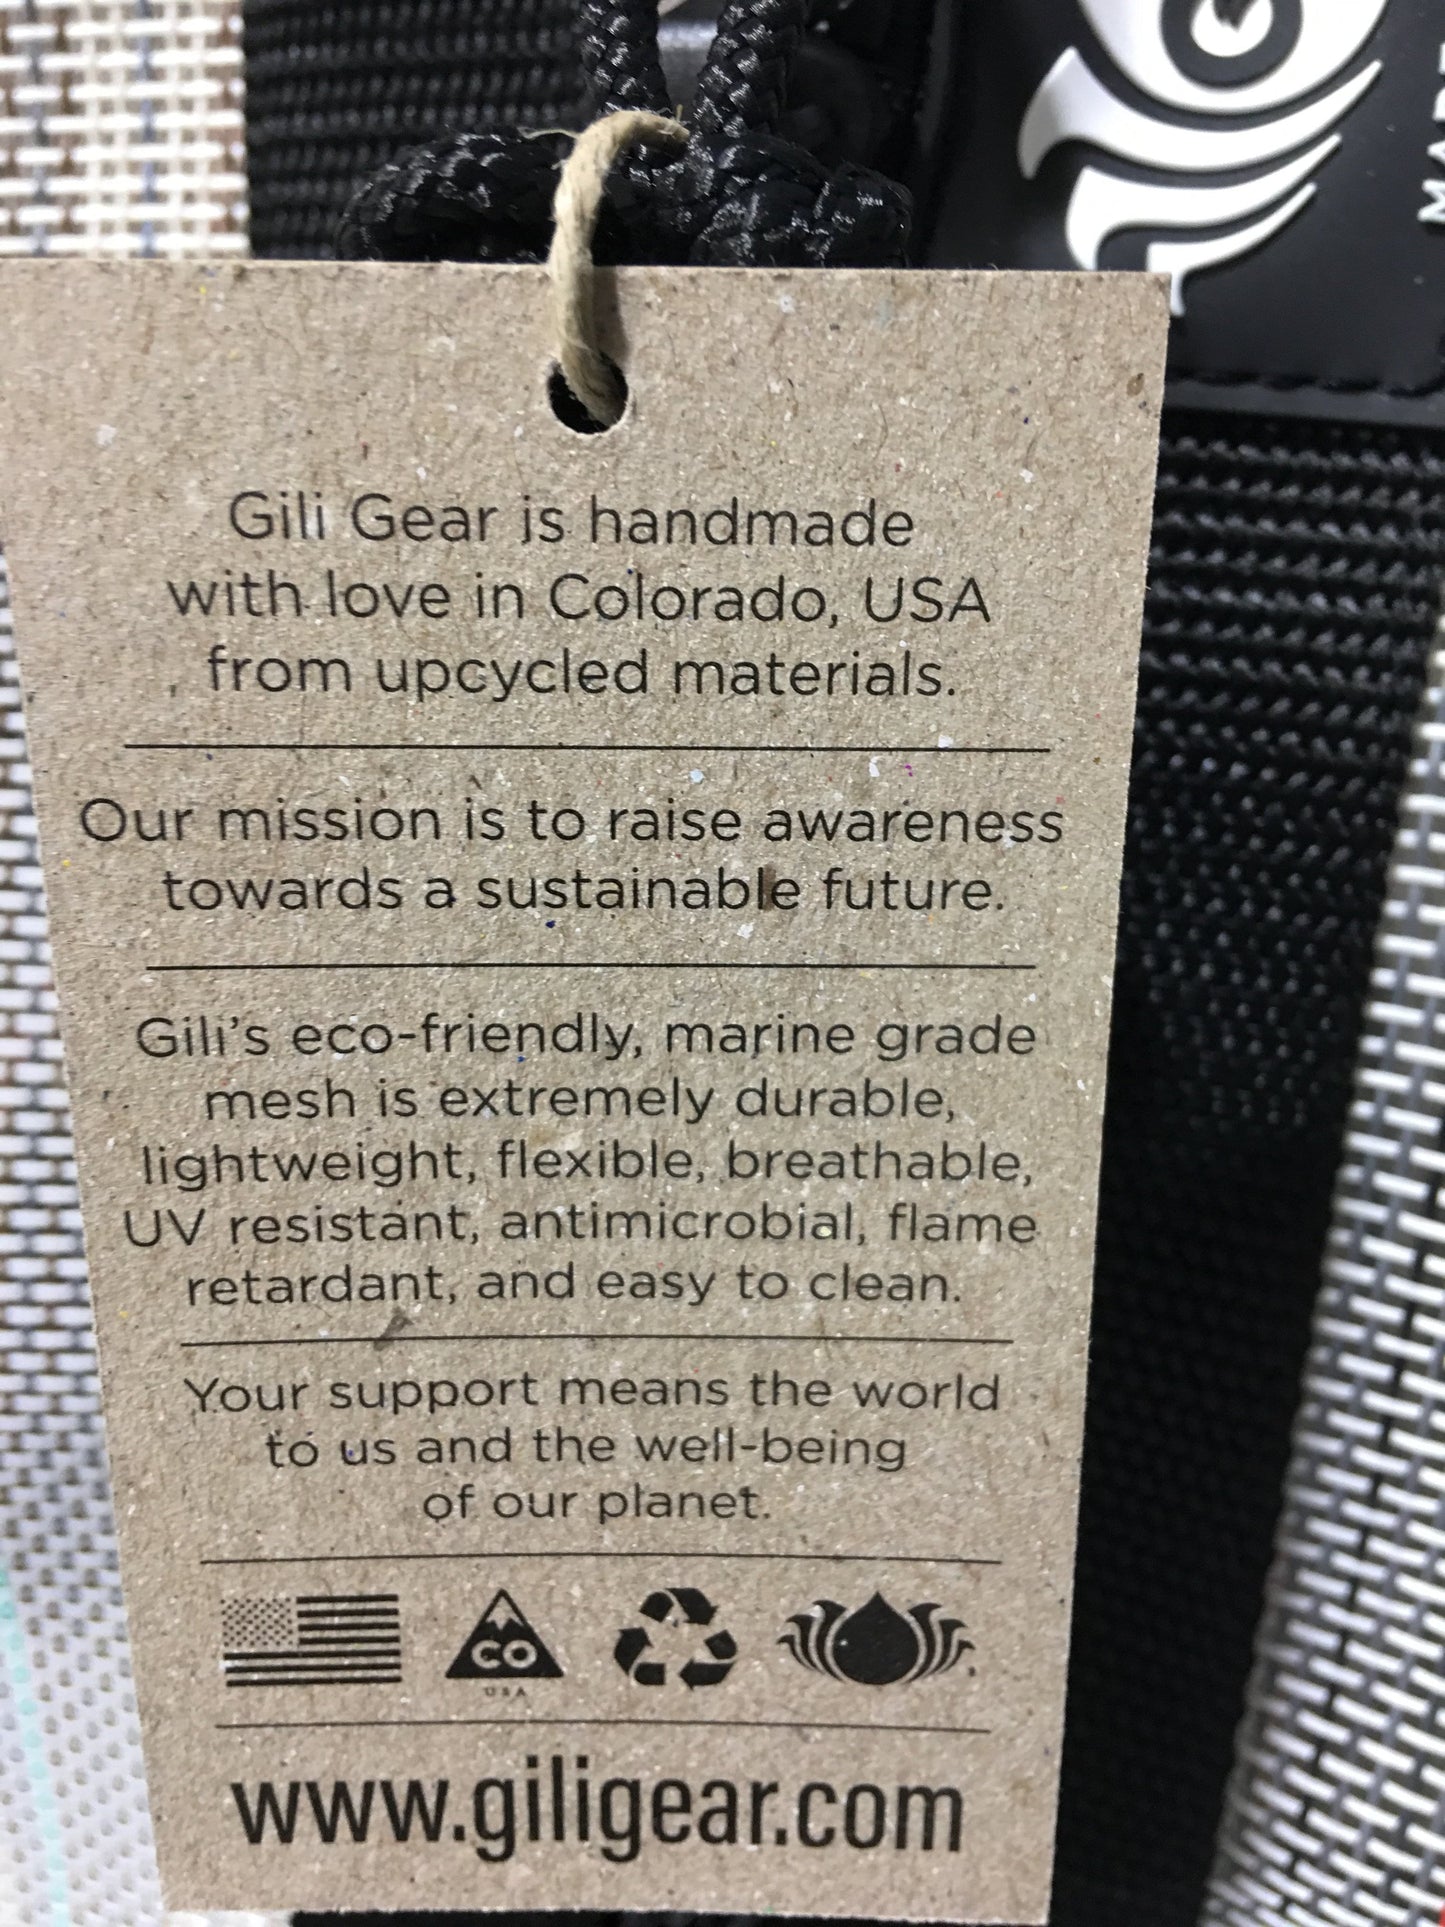 Gili Gear is handmade
with love in Colorado, USA
from upcycled materials.
Our mission is to raise awareness
towards a sustainable future.
Gili's eco-friendly, marine grade
mesh is extremely durable,
lightweight, flexible, breathable,
UV resistant, antimicrobial, flame
retardant, and easy to clean.
Your support means the world
to us and the well-being
of our planet.
CO
USA
www.giligear.com